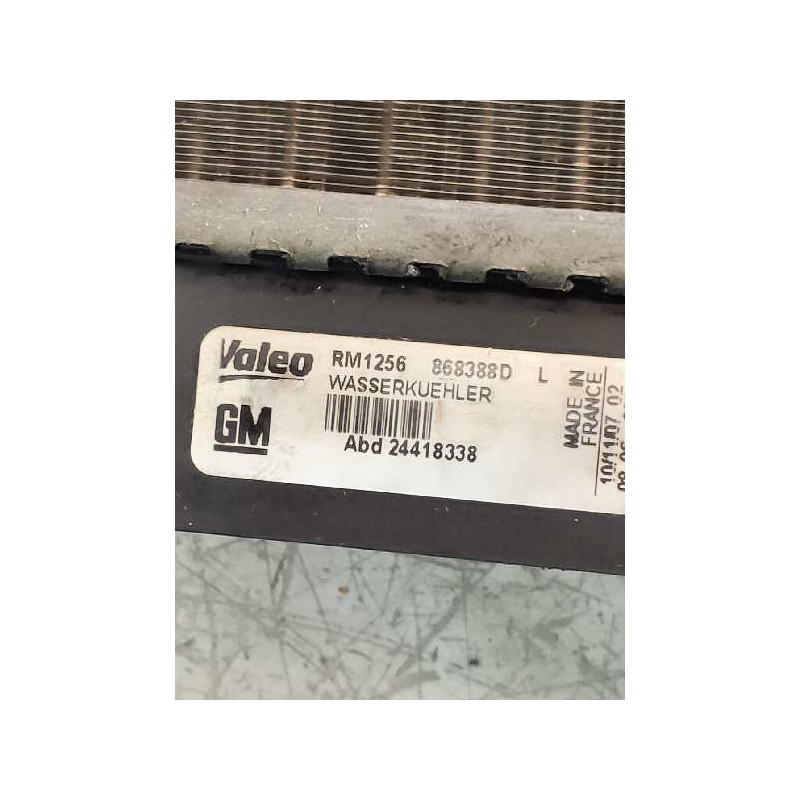 Valeo RM1256 868388D L
WASSERKUEHLER
GM
Abd 24418338
MADE IN
FRANCE
10/11/07 02